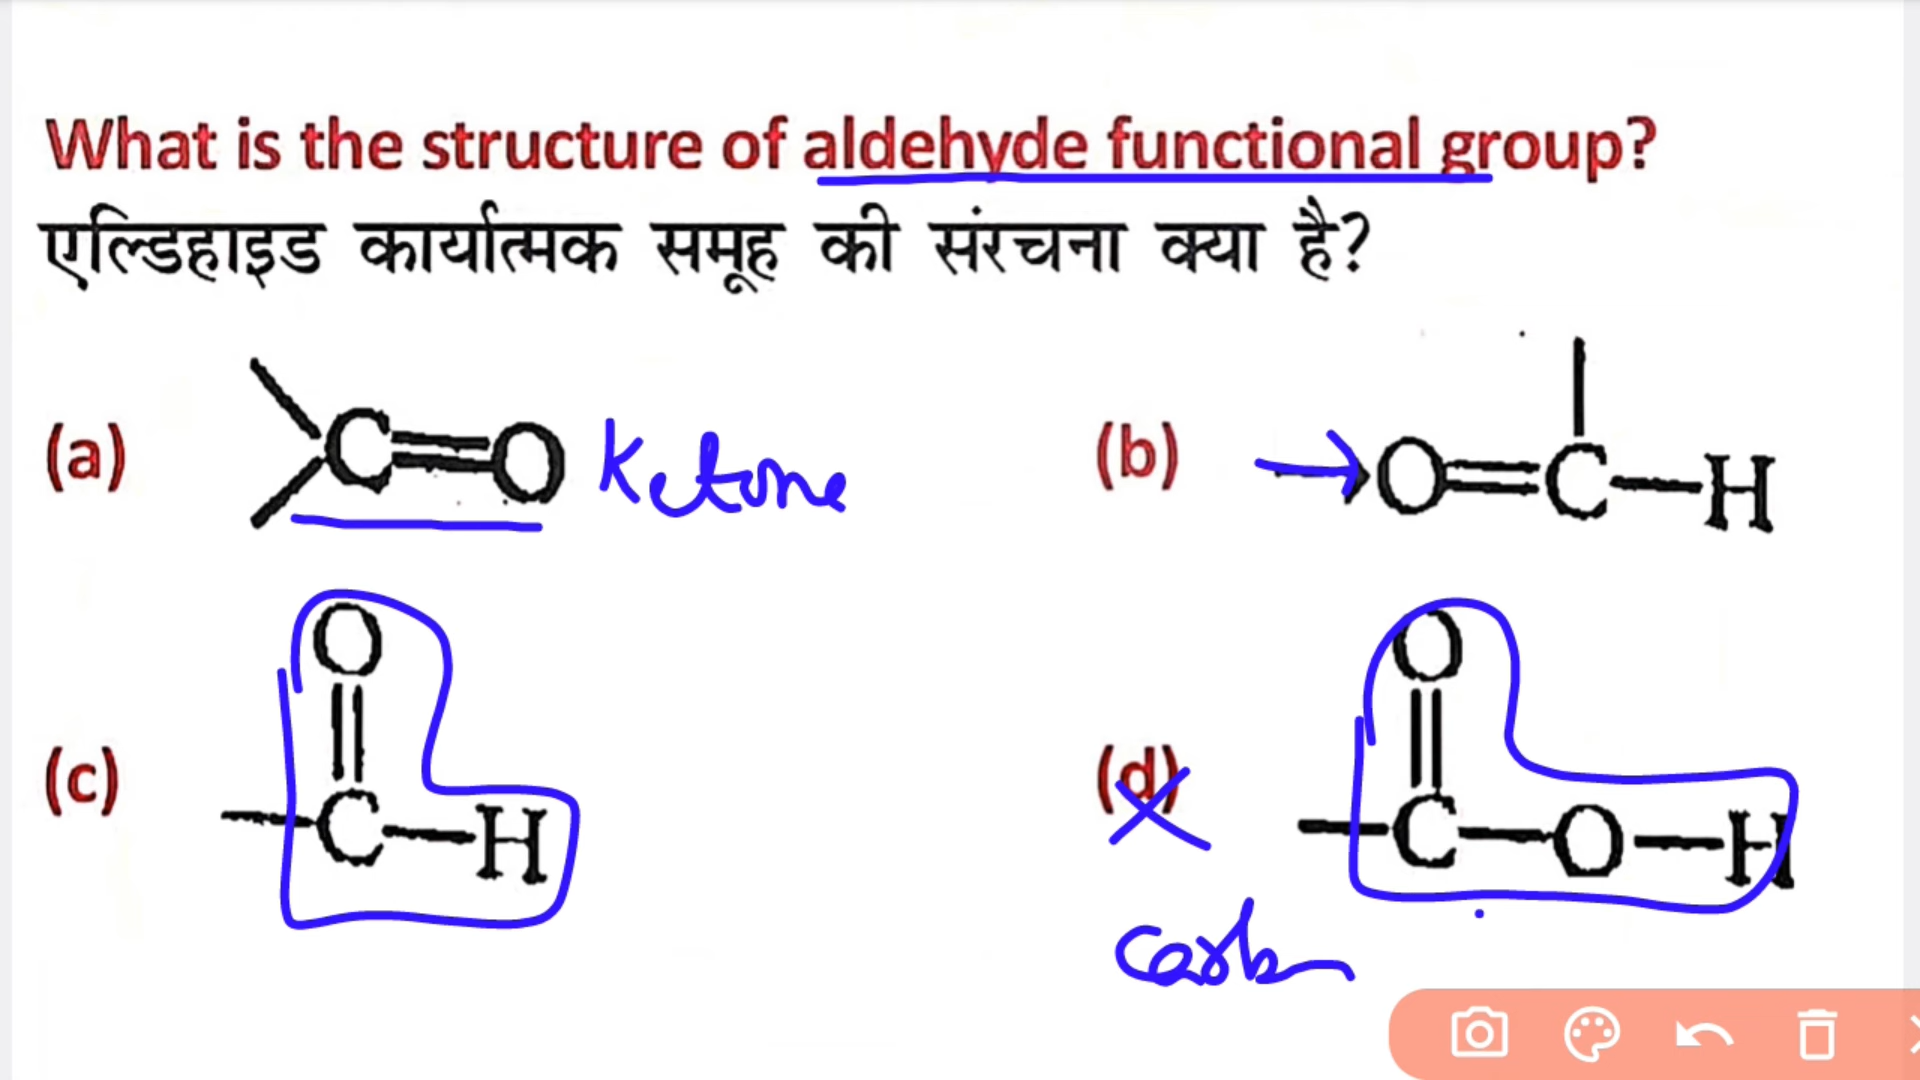 What is the structure of aldehyde functional group?
एल्डिहाइड कार्यात्मक समूह की संरचना क्या है?
(a) C=O Ketone (b) O=C—H
(c) O
C—H
(d) O
C—O—H